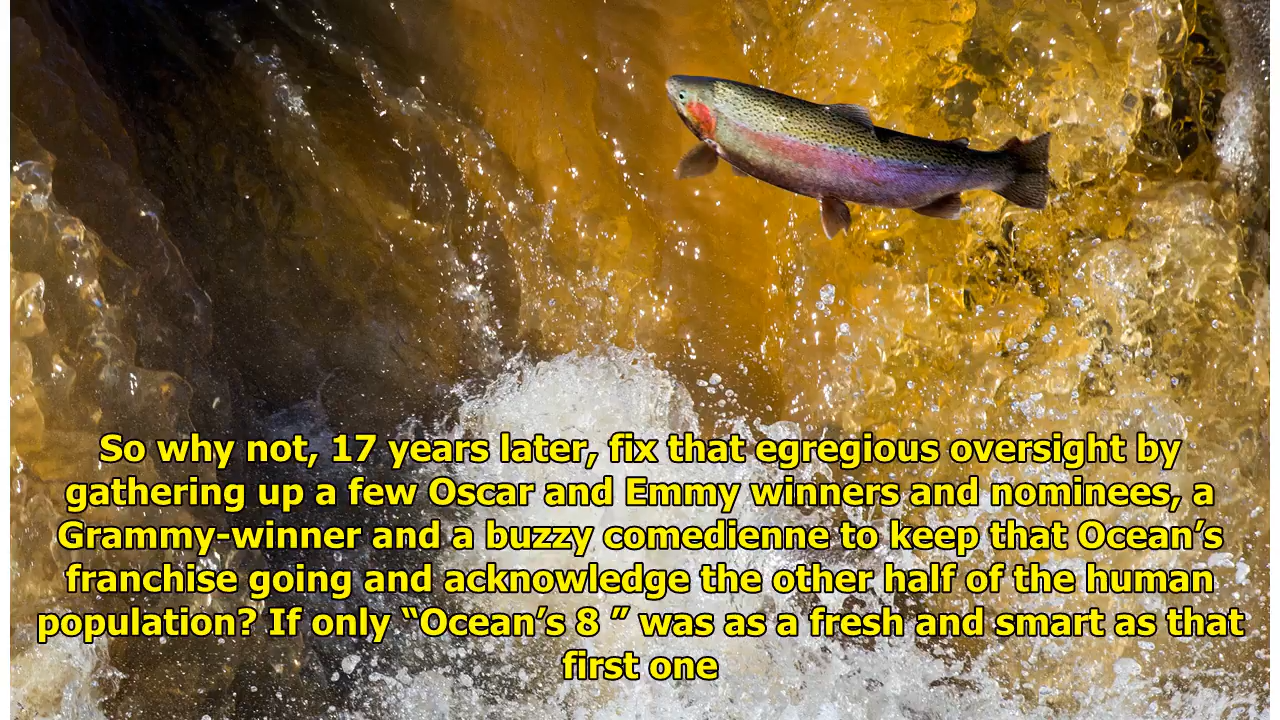 So why not, 17 years later, fix that egregious oversight by
gathering up a few Oscar and Emmy winners and nominees, a
Grammy-winner and a buzzy comedienne to keep that Ocean’s
franchise going and acknowledge the other half of the human
population? If only “Ocean’s 8 ” was as a fresh and smart as that
first one